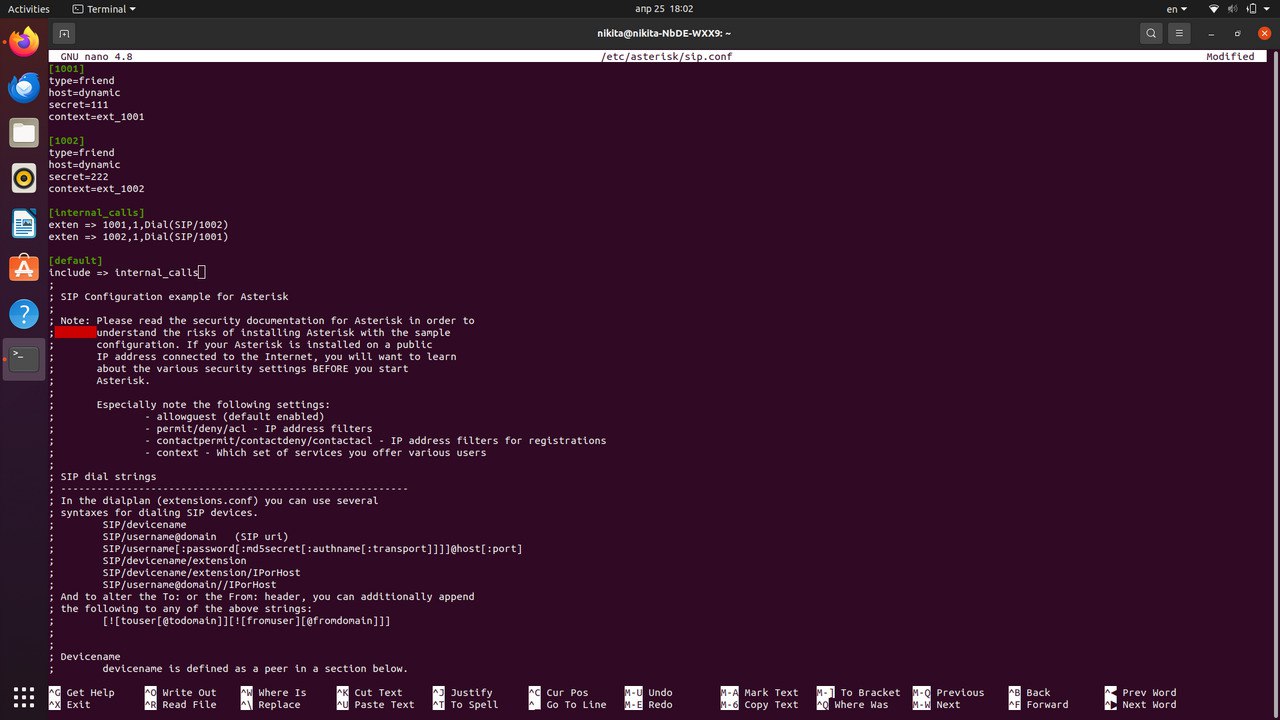 Activities
Terminal
апр 25 18:02
en
nikita@nikita-NbDE-WXX9: ~
GNU nano 4.8 /etc/asterisk/sip.conf Modified
[1001]
type=friend
host=dynamic
secret=111
context=ext_1001
[1002]
type=friend
host=dynamic
secret=222
context=ext_1002
[internal_calls]
exten => 1001,1,Dial(SIP/1002)
exten => 1002,1,Dial(SIP/1001)
[default]
include => internal_calls
;
; SIP Configuration example for Asterisk
;
; Note: Please read the security documentation for Asterisk in order to
; understand the risks of installing Asterisk with the sample
; configuration. If your Asterisk is installed on a public
; IP address connected to the Internet, you will want to learn
; about the various security settings BEFORE you start
; Asterisk.
;
; Especially note the following settings:
; - allowguest (default enabled)
; - permit/deny/acl - IP address filters
; - contactpermit/contactdeny/contactacl - IP address filters for registrations
; - context - Which set of services you offer various users
;
; SIP dial strings
; ----------------------------------------------------------
; In the dialplan (extensions.conf) you can use several
; syntaxes for dialing SIP devices.
; SIP/devicename
; SIP/username@domain (SIP uri)
; SIP/username[:password[:md5secret[:authname[:transport]]]]@host[:port]
; SIP/devicename/extension
; SIP/devicename/extension/IPorHost
; SIP/username@domain//IPorHost
; And to alter the To: or the From: header, you can additionally append
; the following to any of the above strings:
; [![touser[@todomain]][![fromuser][@fromdomain]]]
;
;
; Devicename
; devicename is defined as a peer in a section below.
^G Get Help ^O Write Out ^W Where Is ^K Cut Text ^J Justify ^C Cur Pos M-U Undo M-A Mark Text M-] To Bracket M-Q Previous ^B Back ^◀ Prev Word
^X Exit ^R Read File ^\ Replace ^U Paste Text ^T To Spell ^_ Go To Line M-E Redo M-6 Copy Text ^Q Where Was M-W Next ^F Forward ^▶ Next Word